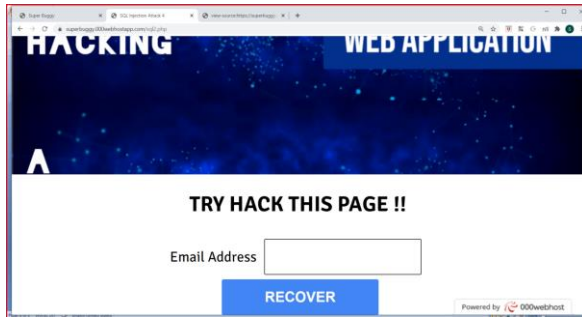 Super Buggy
SQL Injection Attack 4
superbuggy.000webhostapp.com/sql2.php
HACKING
WEB APPLICATION
A
TRY HACK THIS PAGE !!
Email Address
RECOVER
Powered by 000webhost